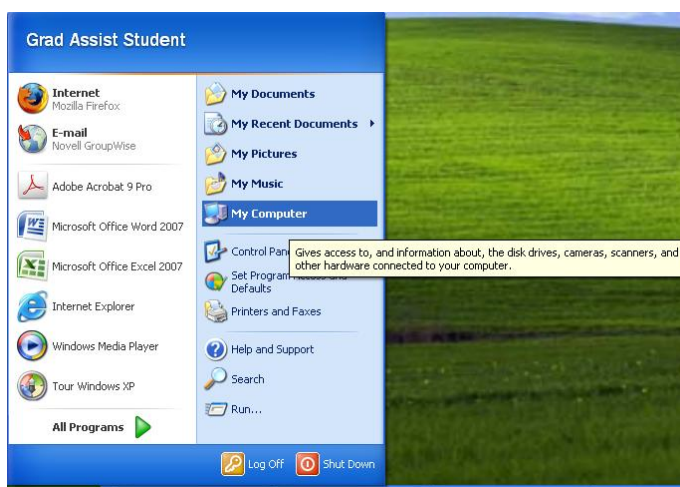 Grad Assist Student
Internet
Mozilla Firefox
E-mail
Novell GroupWise
Adobe Acrobat 9 Pro
Microsoft Office Word 2007
Microsoft Office Excel 2007
Internet Explorer
Windows Media Player
Tour Windows XP
All Programs
My Documents
My Recent Documents
My Pictures
My Music
My Computer
Control Pan
Gives access to, and information about, the disk drives, cameras, scanners, and
other hardware connected to your computer.
Set Program
Defaults
Printers and Faxes
Help and Support
Search
Run...
Log Off
Shut Down